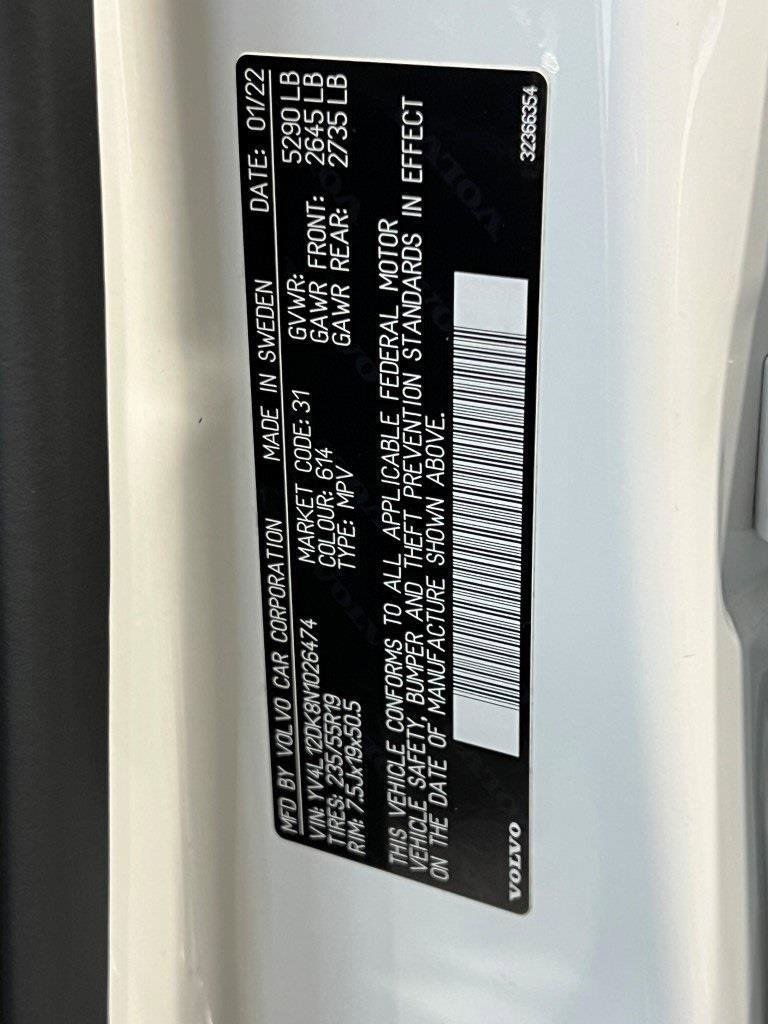 MFD BY VOLVO CAR CORPORATION MADE IN SWEDEN DATE: 01/22
VIN: YV4L12DK8N1026474 MARKET CODE: 31 GVWR: 5290 LB
TIRES: 235/55R19 COLOUR: 614 GAWR FRONT: 2645 LB
RIM: 7.5Jx19x50.5 TYPE: MPV GAWR REAR: 2735 LB
THIS VEHICLE CONFORMS TO ALL APPLICABLE FEDERAL MOTOR
VEHICLE SAFETY, BUMPER AND THEFT PREVENTION STANDARDS IN EFFECT
ON THE DATE OF MANUFACTURE SHOWN ABOVE.
VOLVO 32366354